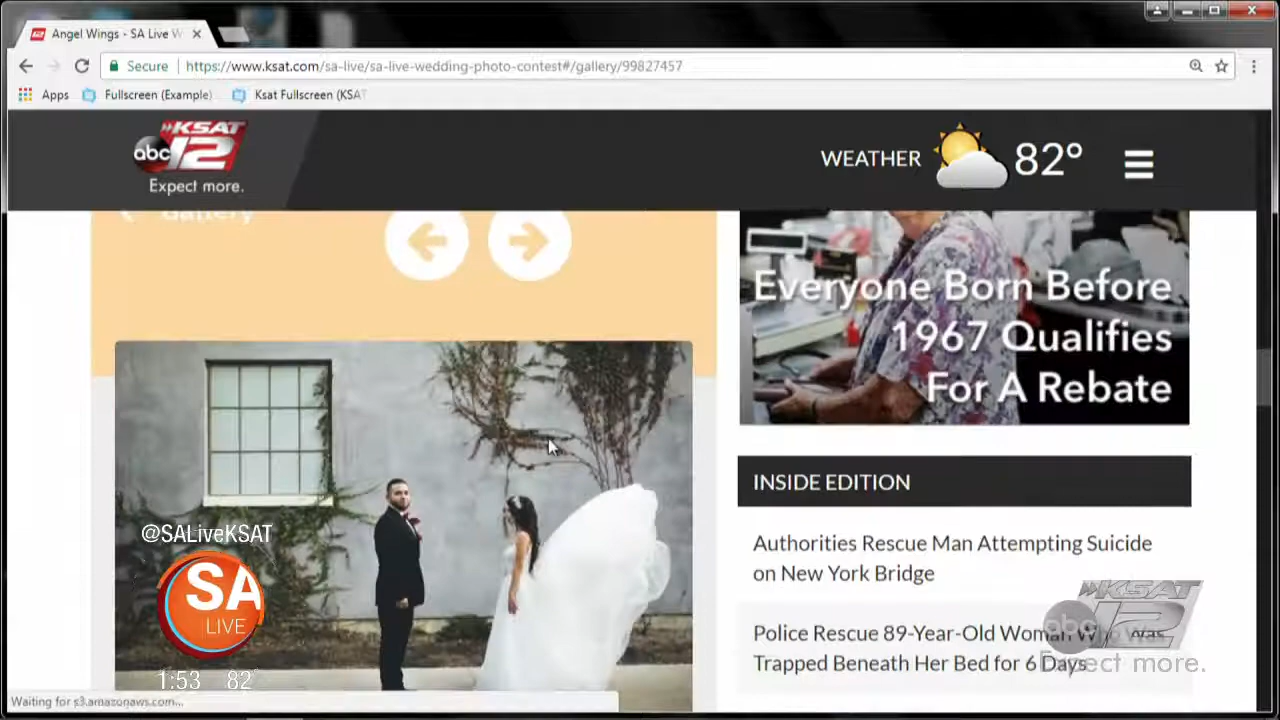 Angel Wings - SA Live W
Secure
https://www.ksat.com/sa-live/sa-live-wedding-photo-contest#/gallery/99827457
Apps
Fullscreen (Example)
Ksat Fullscreen (KSAT
KSAT
abc 12
Expect more.
WEATHER
82°
Gallery
Everyone Born Before
1967 Qualifies
For A Rebate
INSIDE EDITION
Authorities Rescue Man Attempting Suicide
on New York Bridge
Police Rescue 89-Year-Old Woman Who Was
Trapped Beneath Her Bed for 6 Days
@SALiveKSAT
SA
LIVE
1:53 82°
KSAT
abc 12
Expect more.
Waiting for s3.amazonaws.com...